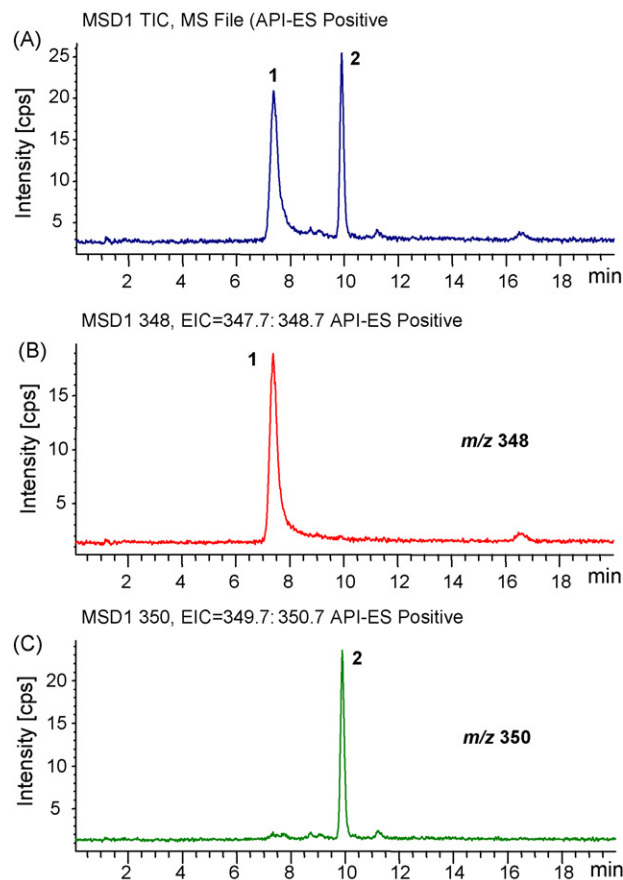 MSD1 TIC, MS File (API-ES Positive
(A)
25
20
15
10
5
Intensity [cps]
1
2
2 4 6 8 10 12 14 16 18 min
MSD1 348, EIC=347.7: 348.7 API-ES Positive
(B)
15
10
5
Intensity [cps]
1
m/z 348
2 4 6 8 10 12 14 16 18 min
MSD1 350, EIC=349.7: 350.7 API-ES Positive
(C)
20
15
10
5
Intensity [cps]
2
m/z 350
2 4 6 8 10 12 14 16 18 min